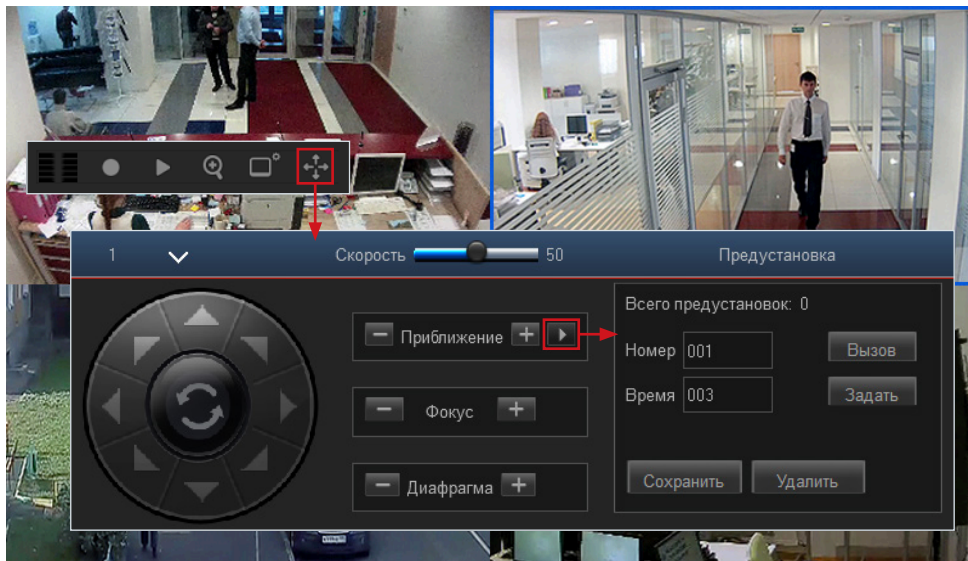 1 Скорость 50 Предустановка
Всего предустановок: 0
Приближение
Номер 001 Вызов
Время 003 Задать
Фокус
Диафрагма
Сохранить Удалить